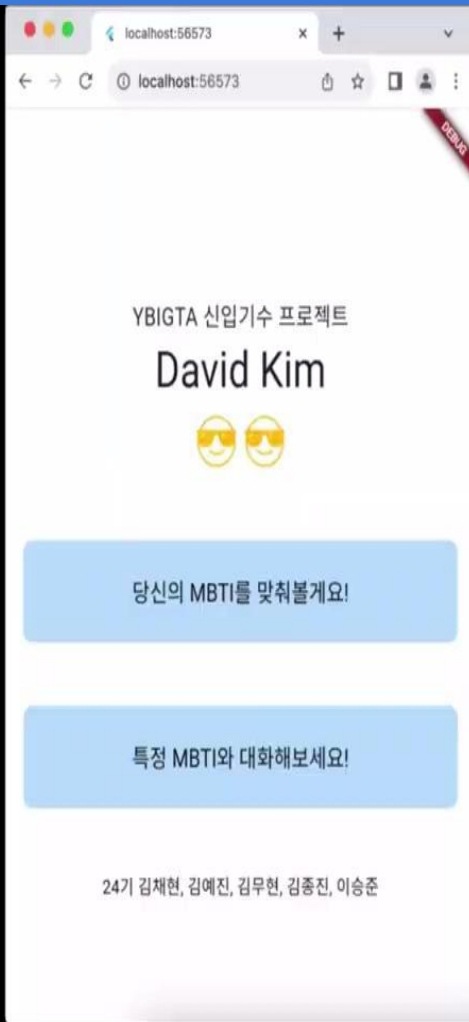 localhost:56573
localhost:56573
DEBUG
YBIGTA 신입기수 프로젝트
David Kim
당신의 MBTI를 맞춰볼게요!
특정 MBTI와 대화해보세요!
24기 김채현, 김예진, 김무현, 김종진, 이승준